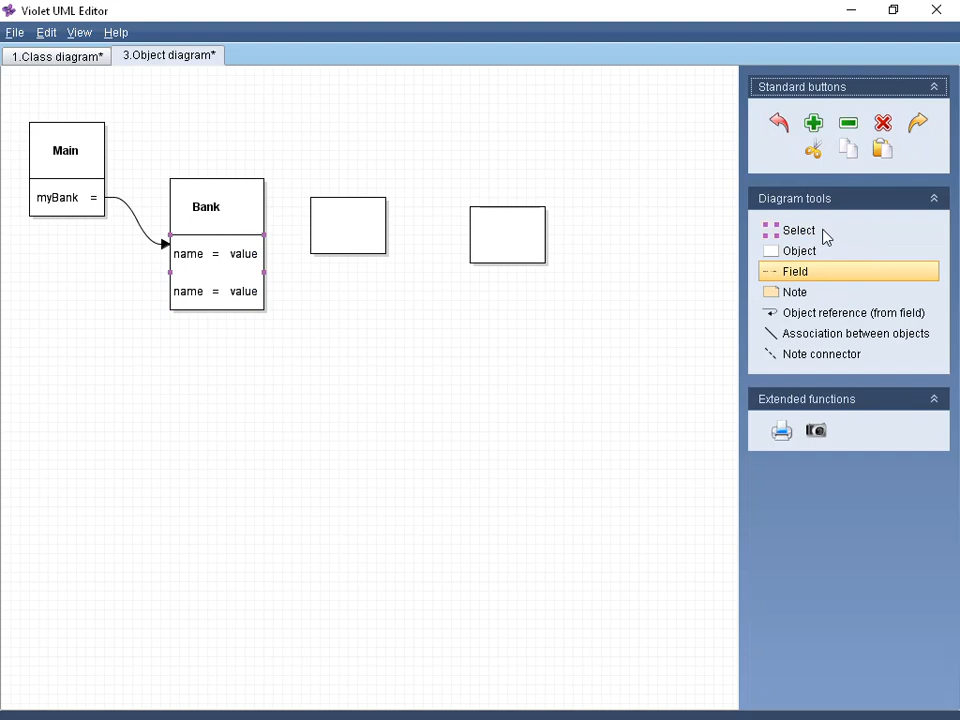 Violet UML Editor
File Edit View Help
1.Class diagram* 3.Object diagram*
Standard buttons
Main
myBank =
Bank
name = value
name = value
Diagram tools
Select
Object
Field
Note
Object reference (from field)
Association between objects
Note connector
Extended functions